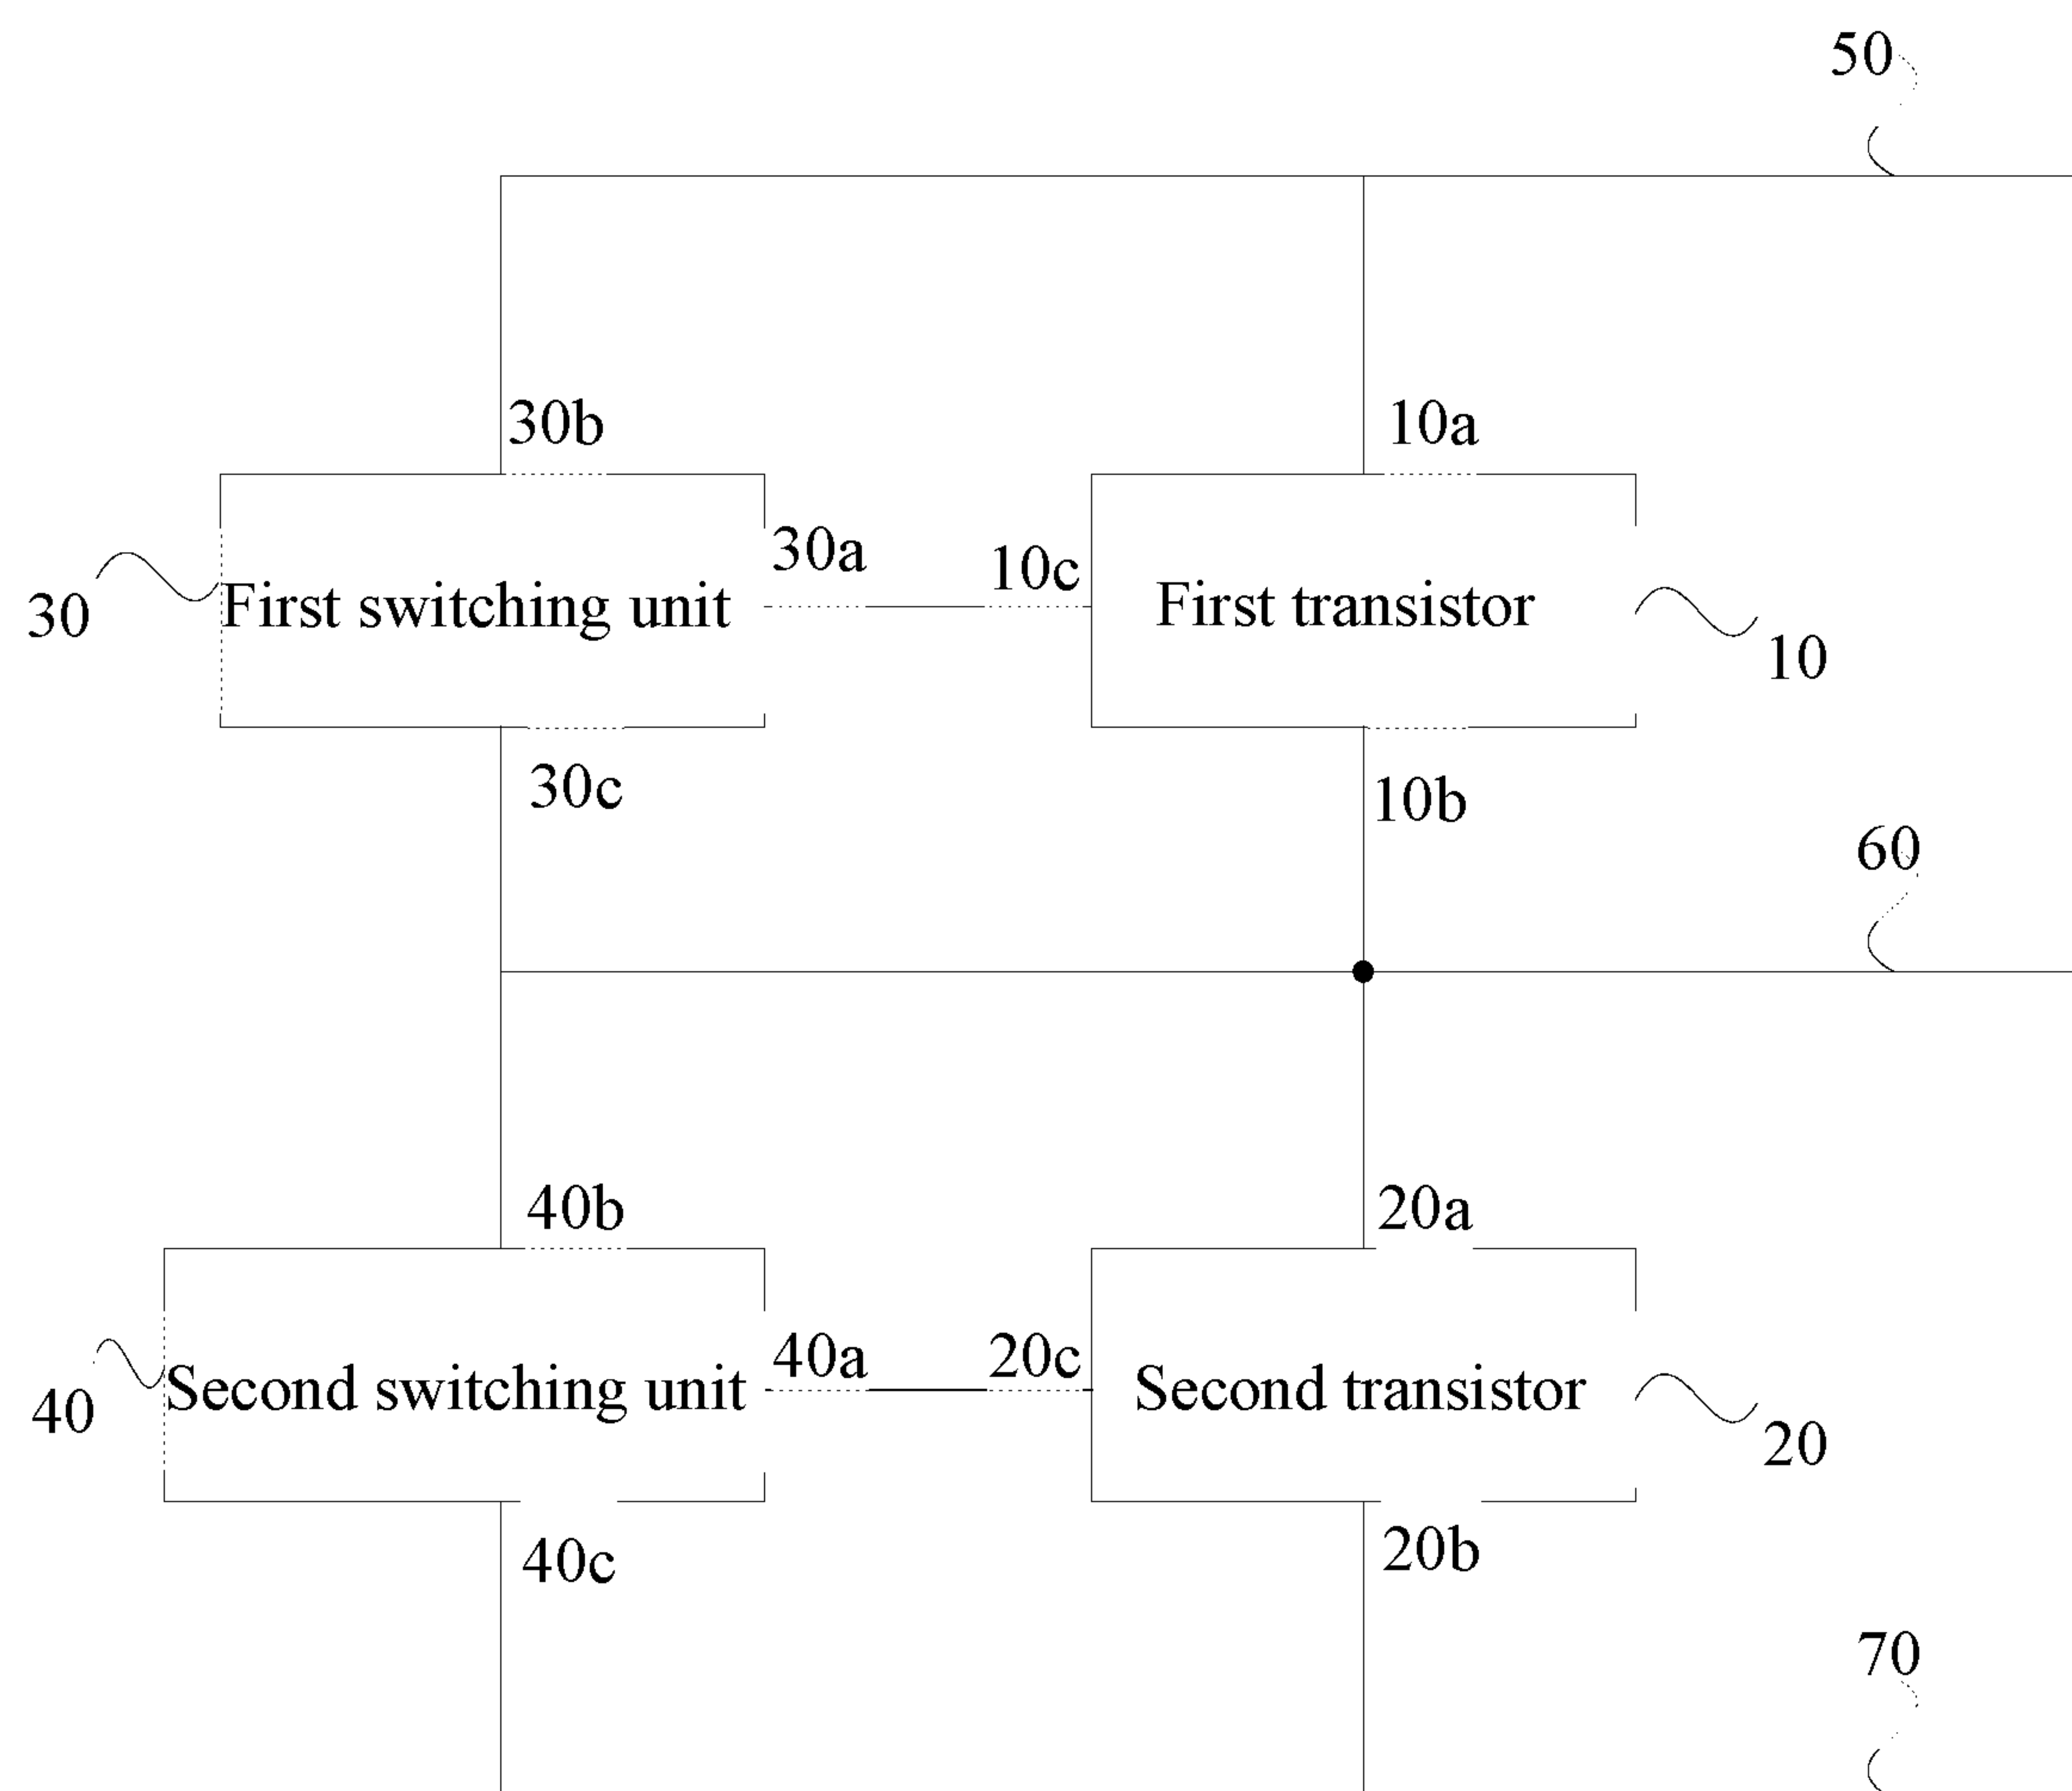 50
30b
10a
30a
10c
First switching unit
First transistor
30
10
30c
10b
60
40b
20a
40a
20c
Second switching unit
Second transistor
40
20
40c
20b
70